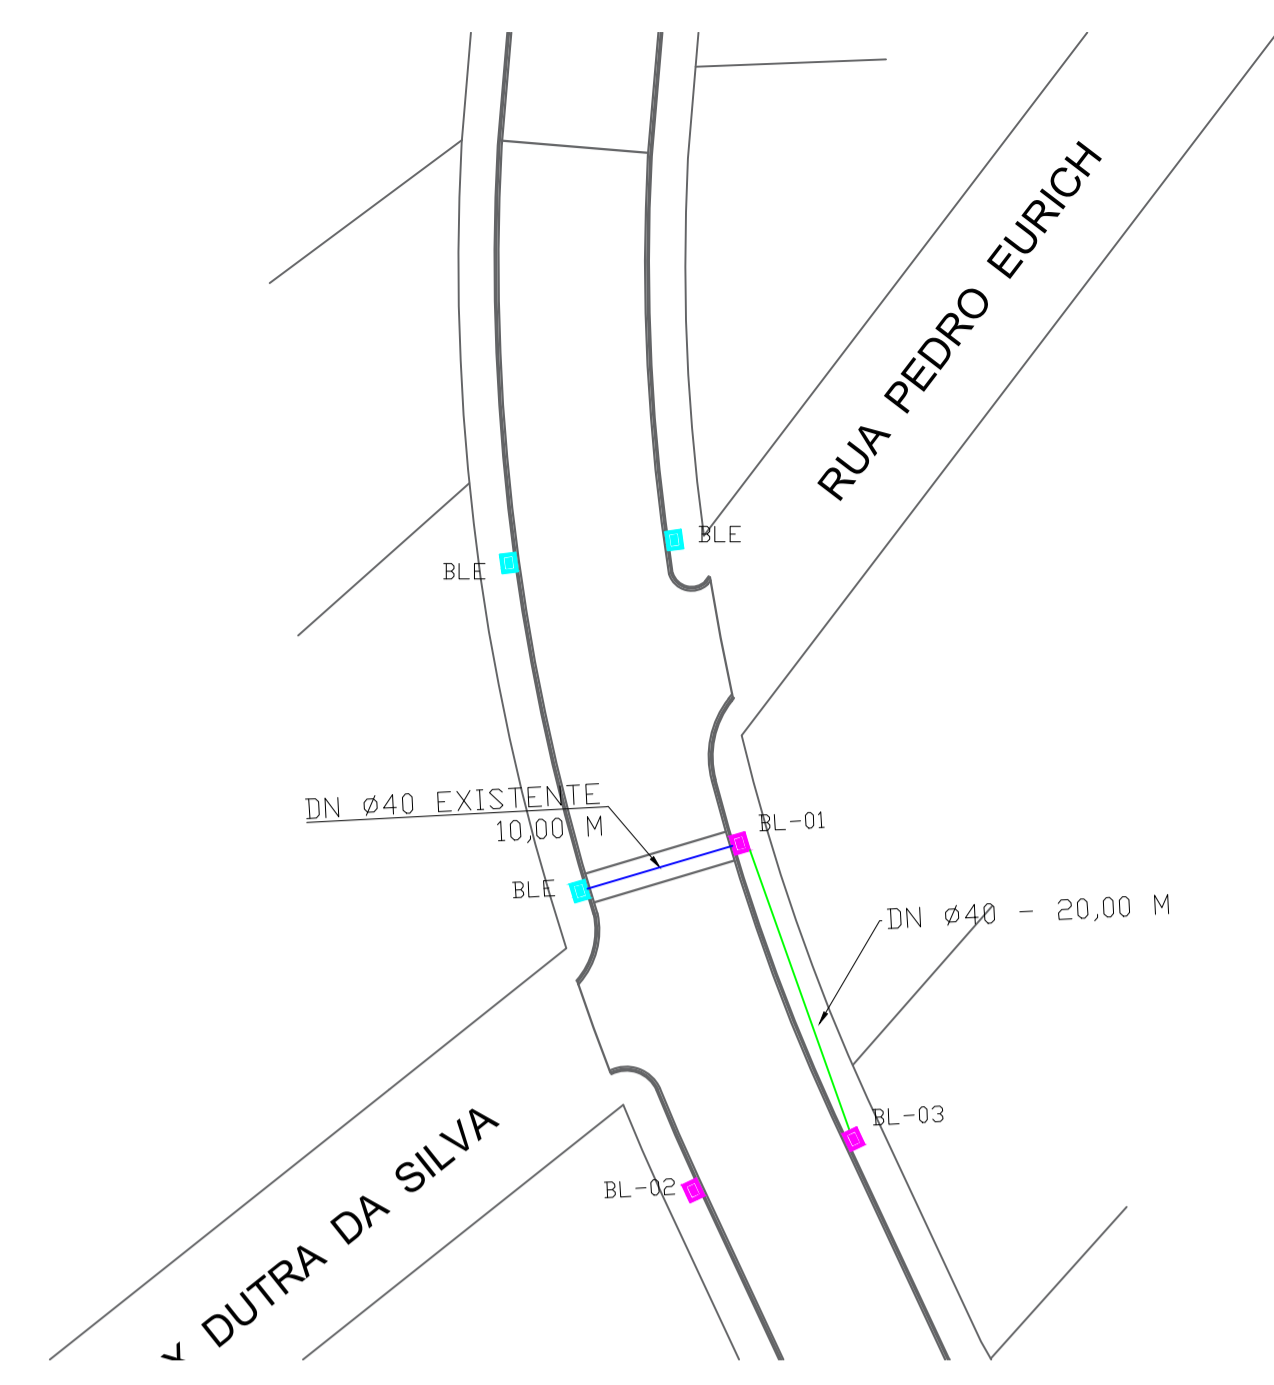 RUA PEDRO EURICH
BLE
BLE
DN Ø40 EXISTENTE
10,00 M
BL-01
BLE
DN Ø40 - 20,00 M
BL-03
BL-02
DUTRA DA SILVA